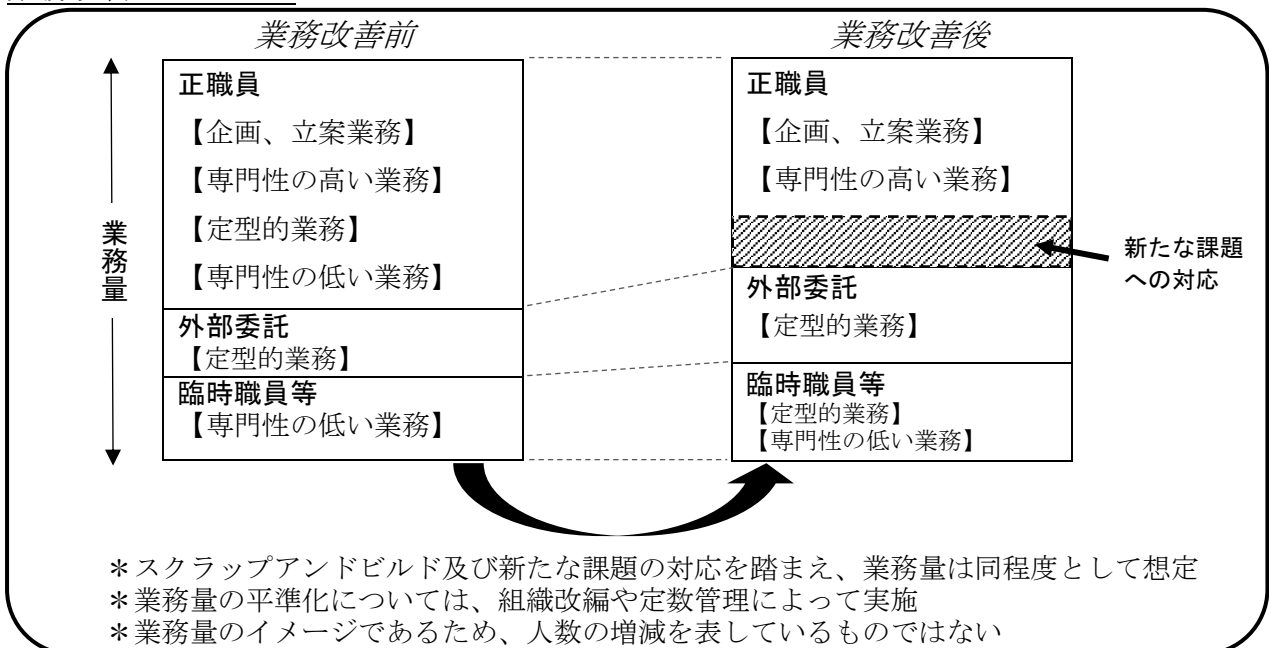 業務改善前
業務改善後
業務量
正職員
【企画、立案業務】
【専門性の高い業務】
【定型的業務】
【専門性の低い業務】
外部委託
【定型的業務】
臨時職員等
【専門性の低い業務】
正職員
【企画、立案業務】
【専門性の高い業務】
新たな課題
への対応
外部委託
【定型的業務】
臨時職員等
【定型的業務】
【専門性の低い業務】
＊スクラップアンドビルド及び新たな課題の対応を踏まえ、業務量は同程度として想定
＊業務量の平準化については、組織改編や定数管理によって実施
＊業務量のイメージであるため、人数の増減を表しているものではない